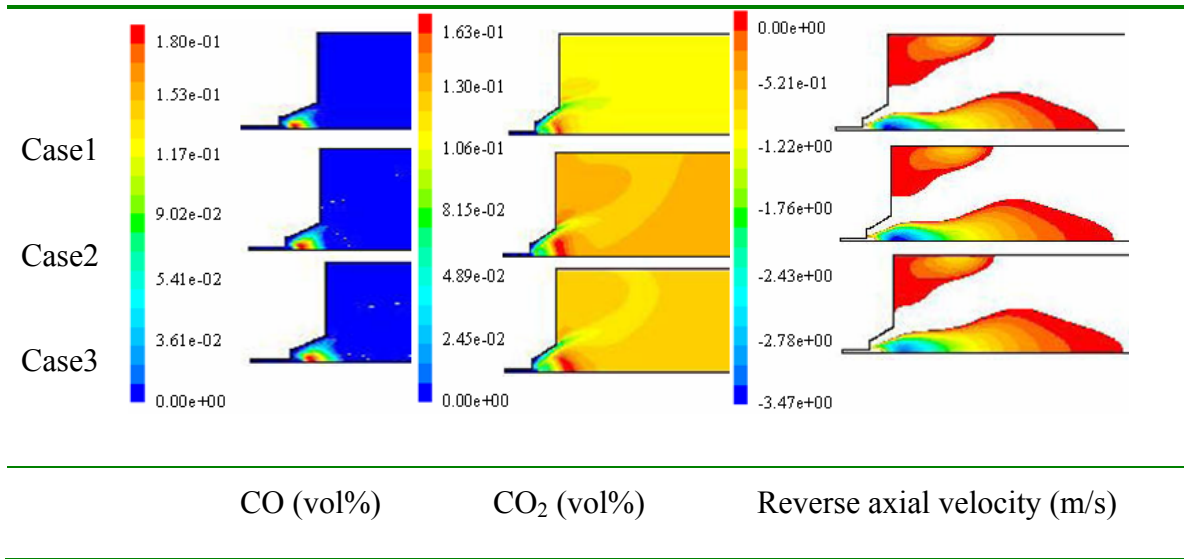 Case1
Case2
Case3
1.80e-01
1.53e-01
1.17e-01
9.02e-02
5.41e-02
3.61e-02
0.00e+00
1.63e-01
1.30e-01
1.06e-01
8.15e-02
4.89e-02
2.45e-02
0.00e+00
0.00e+00
-5.21e-01
-1.22e+00
-1.76e+00
-2.43e+00
-2.78e+00
-3.47e+00
CO (vol%) CO₂ (vol%) Reverse axial velocity (m/s)